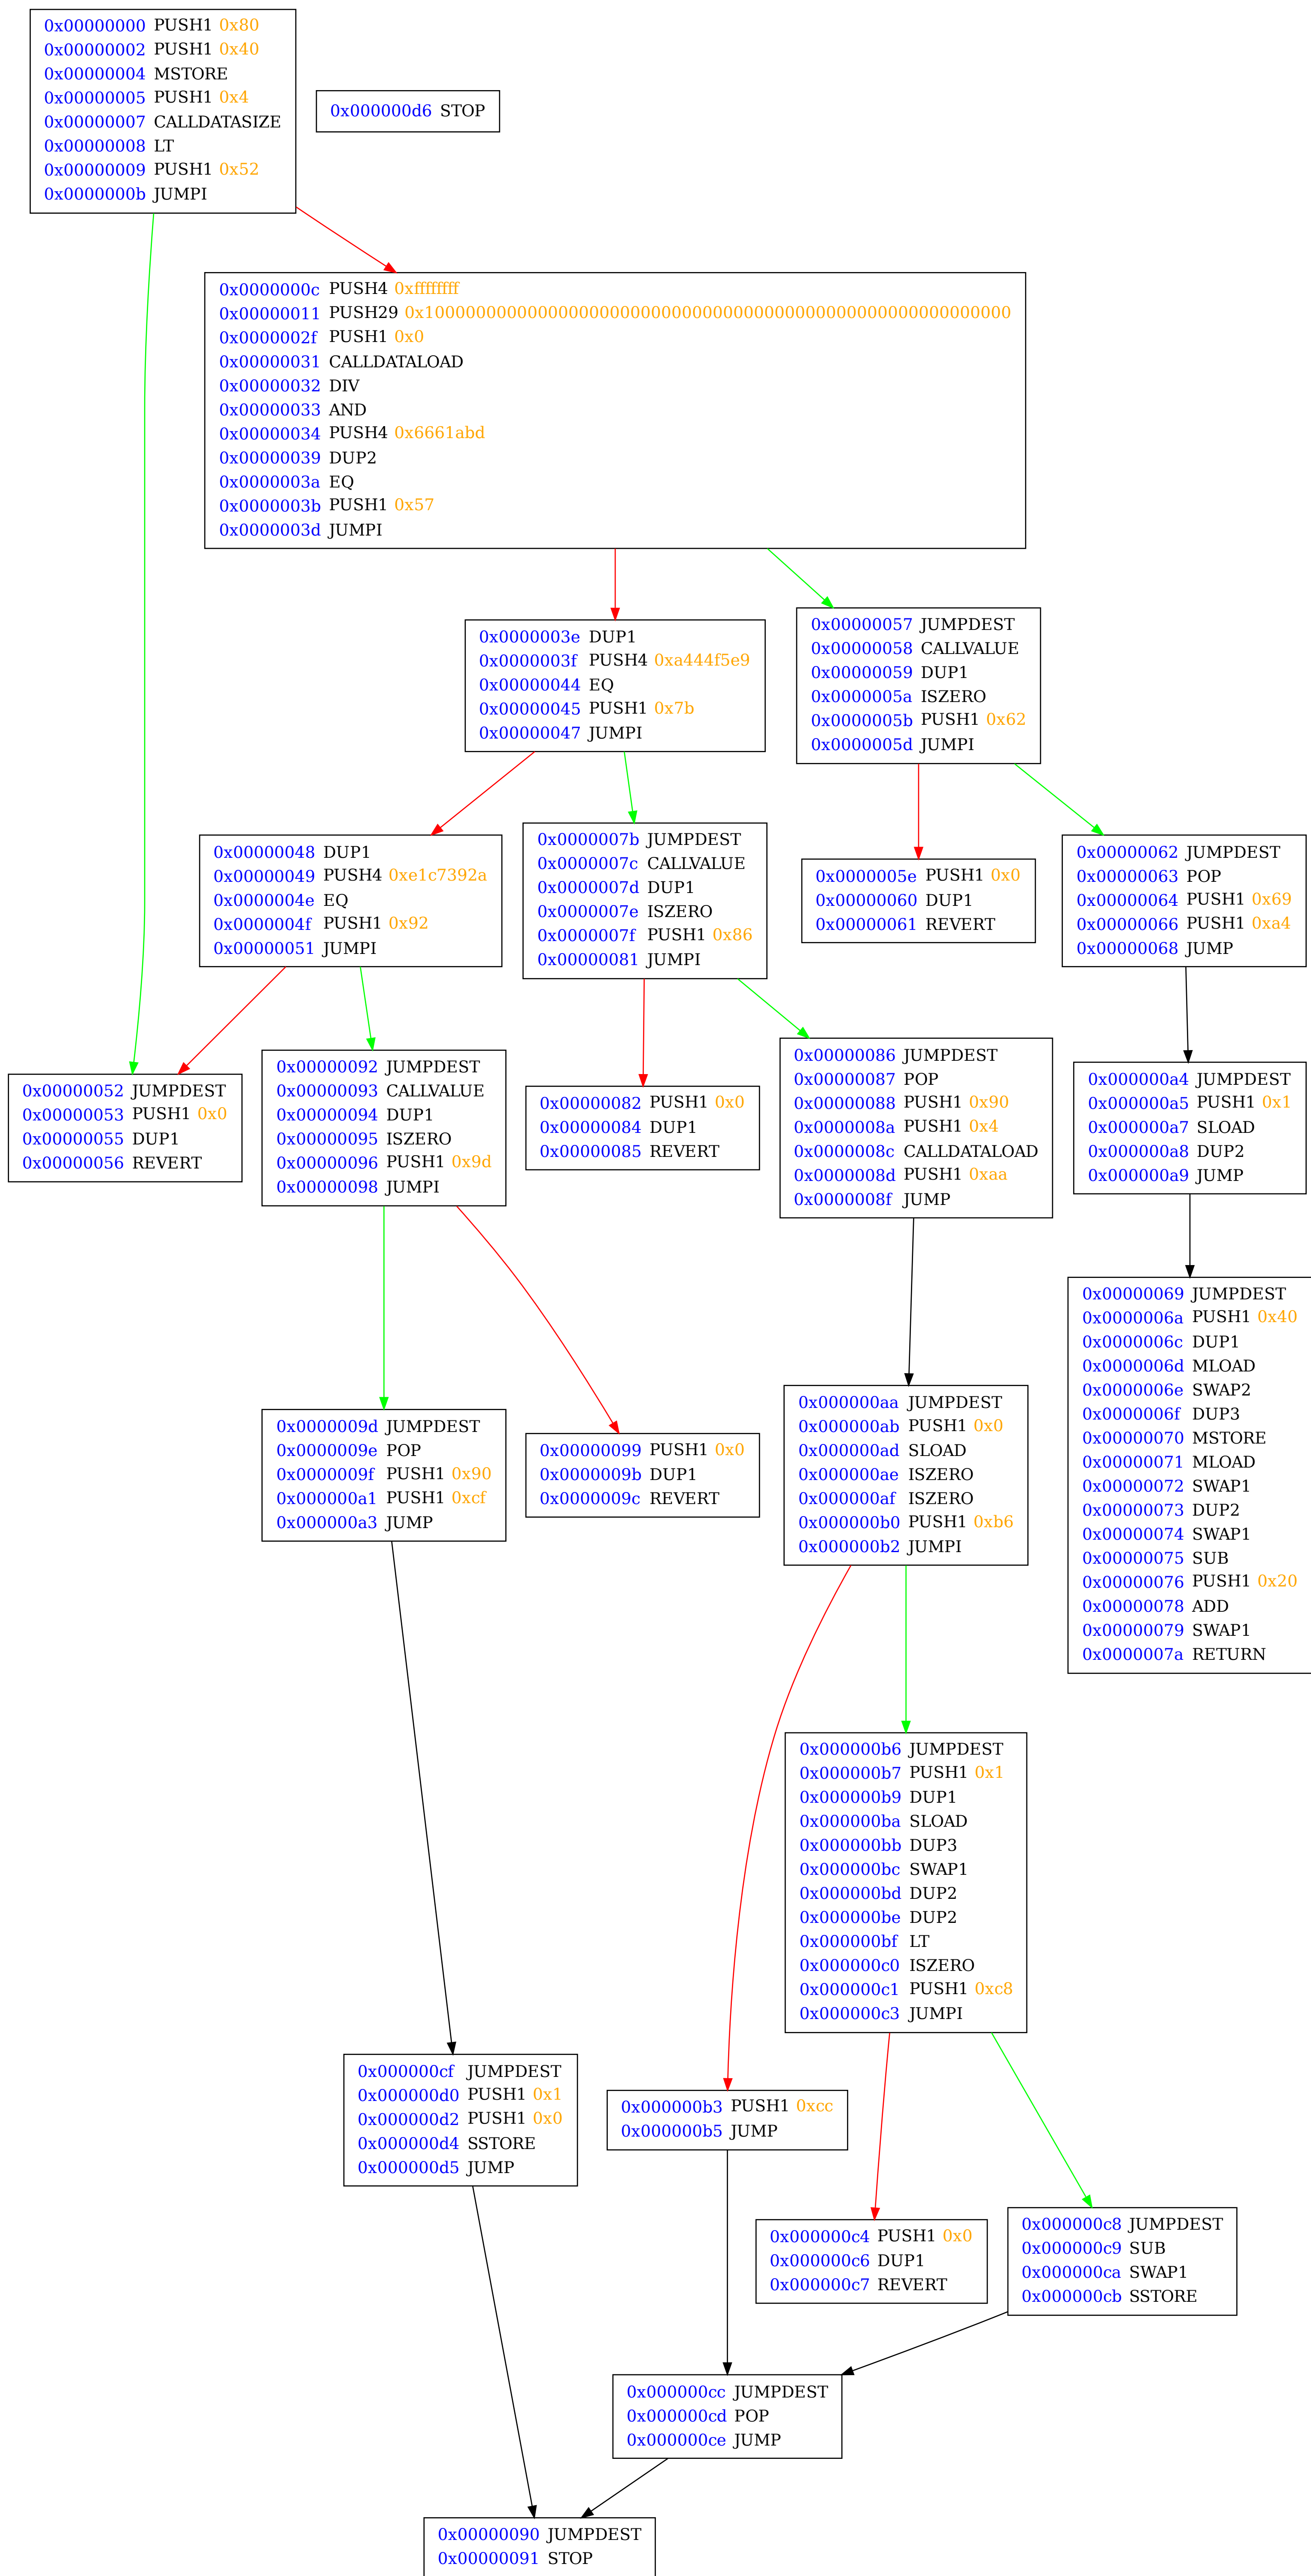 0x00000000 PUSH1 0x80
0x00000002 PUSH1 0x40
0x00000004 MSTORE
0x00000005 PUSH1 0x4
0x00000007 CALLDATASIZE
0x00000008 LT
0x00000009 PUSH1 0x52
0x0000000b JUMPI
0x000000d6 STOP
0x0000000c PUSH4 0xffffffff
0x00000011 PUSH29 0x100000000000000000000000000000000000000000000000000000000
0x0000002f PUSH1 0x0
0x00000031 CALLDATALOAD
0x00000032 DIV
0x00000033 AND
0x00000034 PUSH4 0x6661abd
0x00000039 DUP2
0x0000003a EQ
0x0000003b PUSH1 0x57
0x0000003d JUMPI
0x0000003e DUP1
0x0000003f PUSH4 0xa444f5e9
0x00000044 EQ
0x00000045 PUSH1 0x7b
0x00000047 JUMPI
0x00000057 JUMPDEST
0x00000058 CALLVALUE
0x00000059 DUP1
0x0000005a ISZERO
0x0000005b PUSH1 0x62
0x0000005d JUMPI
0x00000048 DUP1
0x00000049 PUSH4 0xe1c7392a
0x0000004e EQ
0x0000004f PUSH1 0x92
0x00000051 JUMPI
0x0000007b JUMPDEST
0x0000007c CALLVALUE
0x0000007d DUP1
0x0000007e ISZERO
0x0000007f PUSH1 0x86
0x00000081 JUMPI
0x0000005e PUSH1 0x0
0x00000060 DUP1
0x00000061 REVERT
0x00000062 JUMPDEST
0x00000063 POP
0x00000064 PUSH1 0x69
0x00000066 PUSH1 0xa4
0x00000068 JUMP
0x00000052 JUMPDEST
0x00000053 PUSH1 0x0
0x00000055 DUP1
0x00000056 REVERT
0x00000092 JUMPDEST
0x00000093 CALLVALUE
0x00000094 DUP1
0x00000095 ISZERO
0x00000096 PUSH1 0x9d
0x00000098 JUMPI
0x00000082 PUSH1 0x0
0x00000084 DUP1
0x00000085 REVERT
0x00000086 JUMPDEST
0x00000087 POP
0x00000088 PUSH1 0x90
0x0000008a PUSH1 0x4
0x0000008c CALLDATALOAD
0x0000008d PUSH1 0xaa
0x0000008f JUMP
0x000000a4 JUMPDEST
0x000000a5 PUSH1 0x1
0x000000a7 SLOAD
0x000000a8 DUP2
0x000000a9 JUMP
0x00000069 JUMPDEST
0x0000006a PUSH1 0x40
0x0000006c DUP1
0x0000006d MLOAD
0x0000006e SWAP2
0x0000006f DUP3
0x00000070 MSTORE
0x00000071 MLOAD
0x00000072 SWAP1
0x00000073 DUP2
0x00000074 SWAP1
0x00000075 SUB
0x00000076 PUSH1 0x20
0x00000078 ADD
0x00000079 SWAP1
0x0000007a RETURN
0x0000009d JUMPDEST
0x0000009e POP
0x0000009f PUSH1 0x90
0x000000a1 PUSH1 0xcf
0x000000a3 JUMP
0x00000099 PUSH1 0x0
0x0000009b DUP1
0x0000009c REVERT
0x000000aa JUMPDEST
0x000000ab PUSH1 0x0
0x000000ad SLOAD
0x000000ae ISZERO
0x000000af ISZERO
0x000000b0 PUSH1 0xb6
0x000000b2 JUMPI
0x000000b6 JUMPDEST
0x000000b7 PUSH1 0x1
0x000000b9 DUP1
0x000000ba SLOAD
0x000000bb DUP3
0x000000bc SWAP1
0x000000bd DUP2
0x000000be DUP2
0x000000bf LT
0x000000c0 ISZERO
0x000000c1 PUSH1 0xc8
0x000000c3 JUMPI
0x000000cf JUMPDEST
0x000000d0 PUSH1 0x1
0x000000d2 PUSH1 0x0
0x000000d4 SSTORE
0x000000d5 JUMP
0x000000b3 PUSH1 0xcc
0x000000b5 JUMP
0x000000c4 PUSH1 0x0
0x000000c6 DUP1
0x000000c7 REVERT
0x000000c8 JUMPDEST
0x000000c9 SUB
0x000000ca SWAP1
0x000000cb SSTORE
0x000000cc JUMPDEST
0x000000cd POP
0x000000ce JUMP
0x00000090 JUMPDEST
0x00000091 STOP